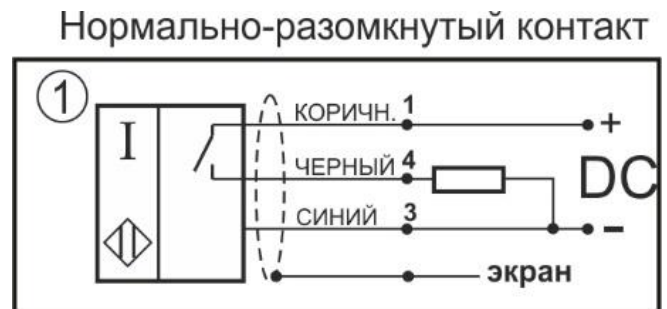 Нормально-разомкнутый контакт
1
I
КОРИЧН. 1
+
ЧЕРНЫЙ 4
DC
СИНИЙ 3
-
экран